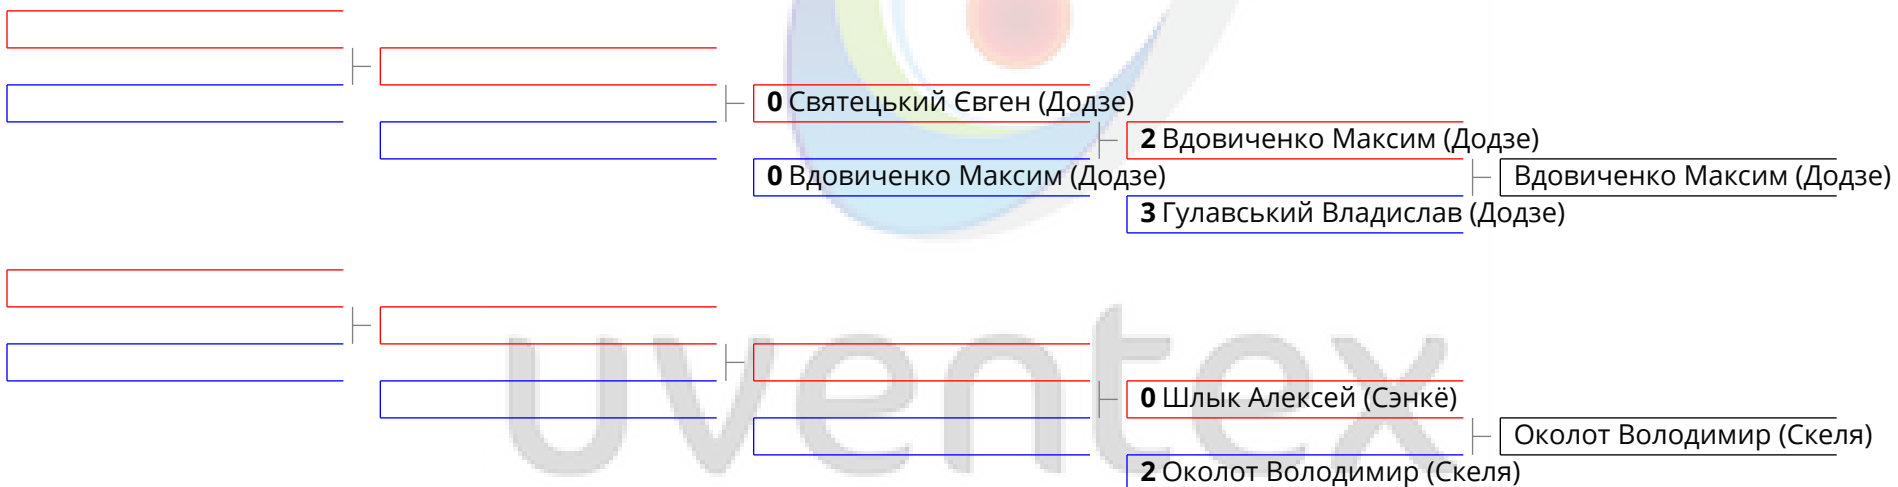 0 Святецький Євген (Додзе)
2 Вдовиченко Максим (Додзе)
0 Вдовиченко Максим (Додзе)
Вдовиченко Максим (Додзе)
3 Гулавський Владислав (Додзе)
uventex
0 Шлык Алексей (Сэнкё)
Околот Володимир (Скеля)
2 Околот Володимир (Скеля)